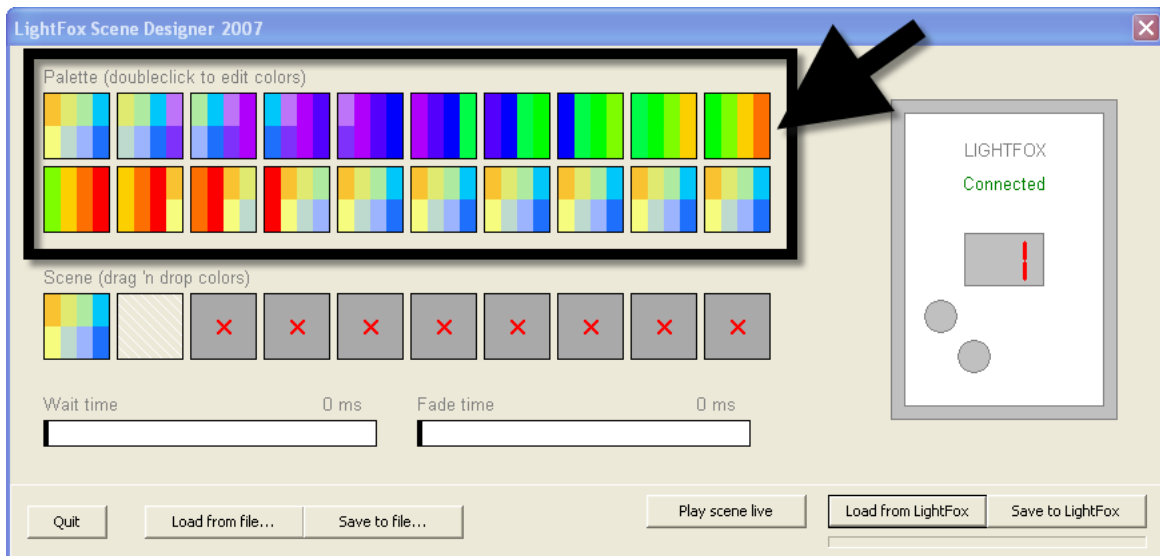 LightFox Scene Designer 2007
Palette (doubleclick to edit colors)
LIGHTFOX
Connected
1
Scene (drag 'n drop colors)
Wait time 0 ms Fade time 0 ms
Quit Load from file... Save to file... Play scene live Load from LightFox Save to LightFox